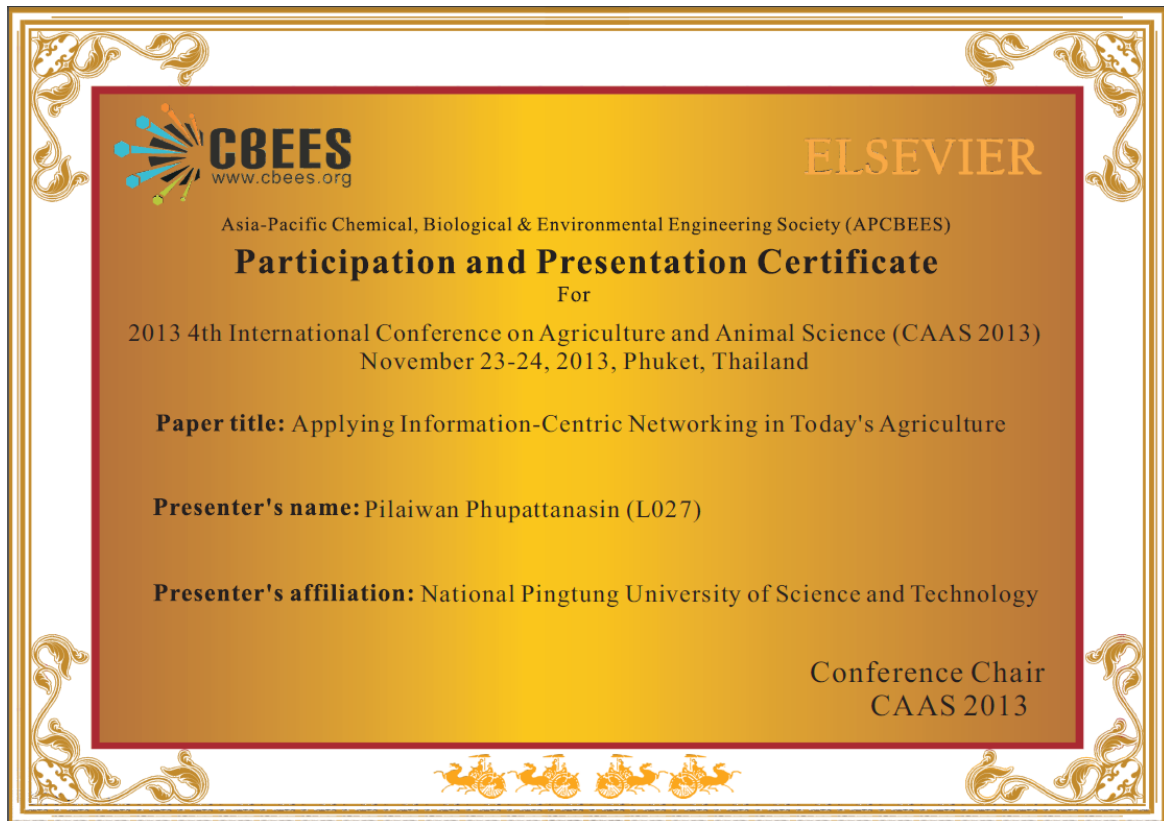 CBEES
www.cbees.org
ELSEVIER
Asia-Pacific Chemical, Biological & Environmental Engineering Society (APCBEES)
Participation and Presentation Certificate
For
2013 4th International Conference on Agriculture and Animal Science (CAAS 2013)
November 23-24, 2013, Phuket, Thailand
Paper title: Applying Information-Centric Networking in Today's Agriculture
Presenter's name: Pilaiwan Phupattanasin (L027)
Presenter's affiliation: National Pingtung University of Science and Technology
Conference Chair
CAAS 2013